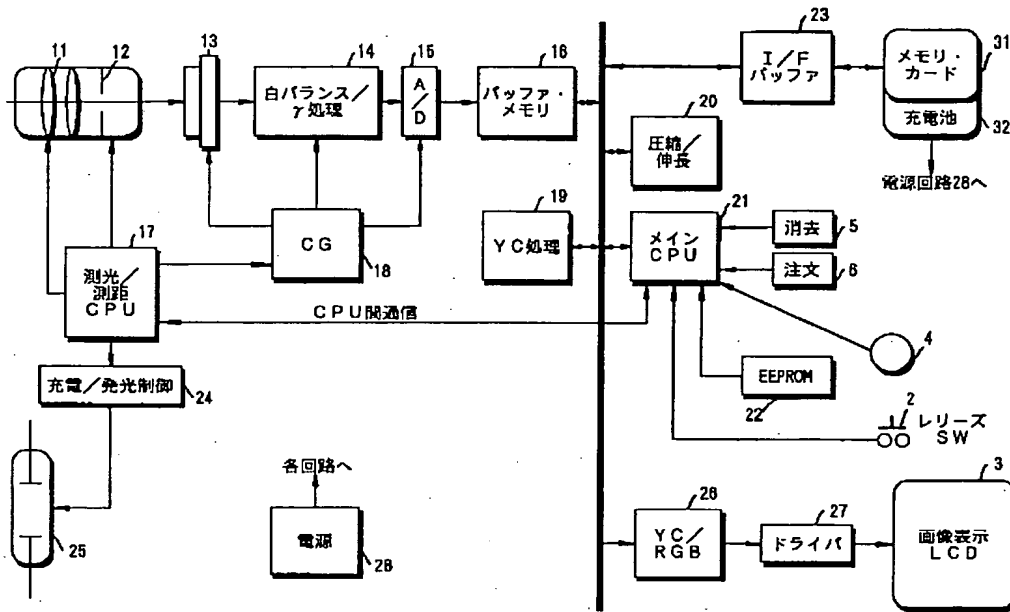 11
12
13
14
白バランス/
γ処理
15
A/D
16
バッファ・
メモリ
23
I/F
バッファ
31
メモリ・
カード
充電池
32
電源回路28へ
20
圧縮/
伸長
17
測光/
測距
CPU
CG
18
19
YC処理
21
メイン
CPU
消去
5
注文
6
CPU間通信
4
充電/発光制御
24
EEPROM
22
2
レリーズ
SW
25
各回路へ
電源
28
26
YC/
RGB
27
ドライバ
3
画像表示
LCD